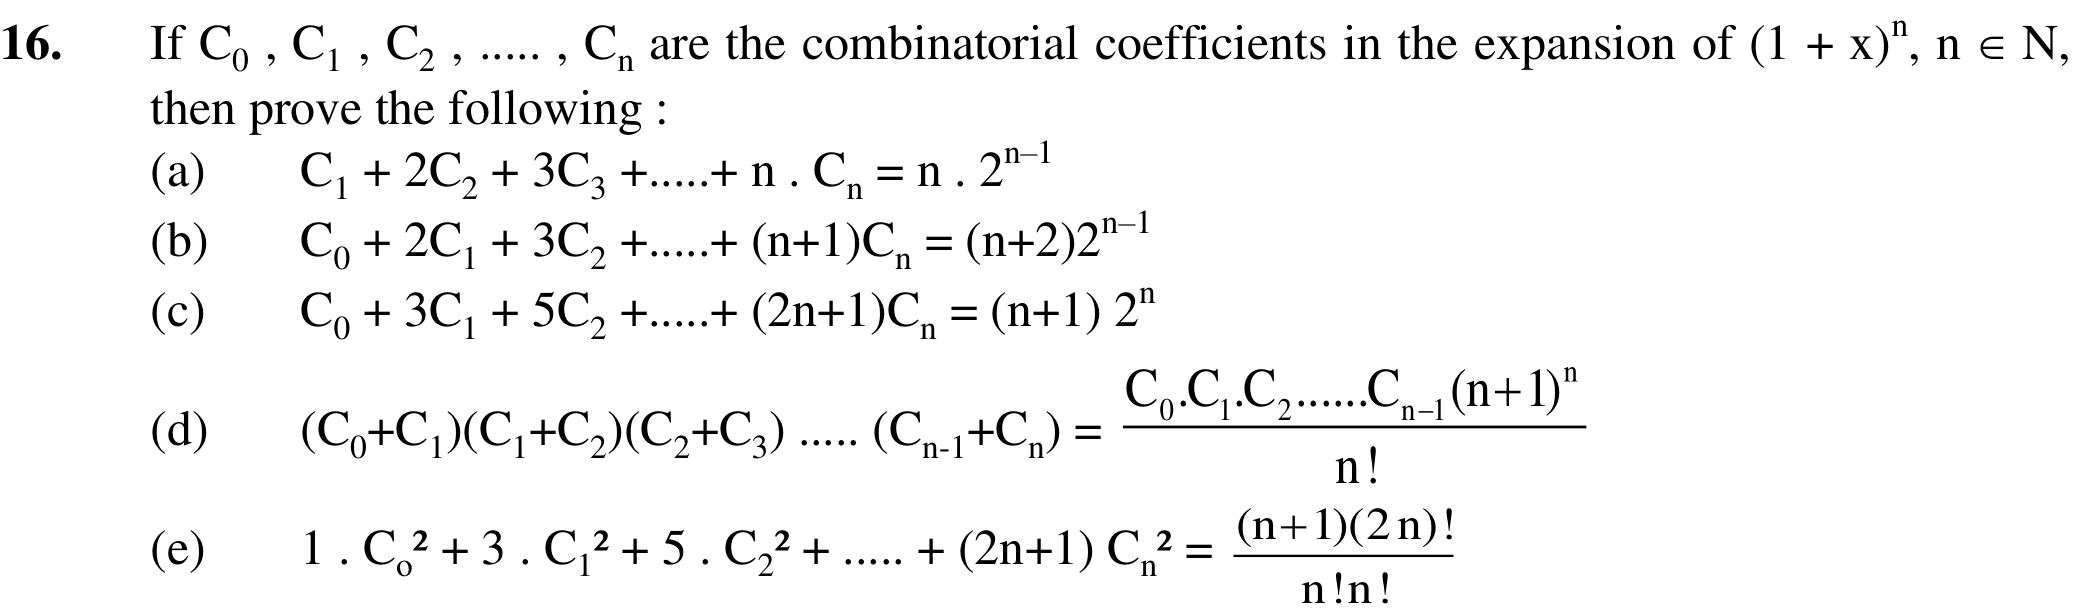 16. If C₀ , C₁ , C₂ , ..... , Cₙ are the combinatorial coefficients in the expansion of (1 + x)ⁿ, n ∈ N,
then prove the following :
(a) C₁ + 2C₂ + 3C₃ +.....+ n . Cₙ = n . 2ⁿ⁻¹
(b) C₀ + 2C₁ + 3C₂ +.....+ (n+1)Cₙ = (n+2)2ⁿ⁻¹
(c) C₀ + 3C₁ + 5C₂ +.....+ (2n+1)Cₙ = (n+1) 2ⁿ
(d) (C₀+C₁)(C₁+C₂)(C₂+C₃) ..... (Cₙ₋₁+Cₙ) = C₀.C₁.C₂......Cₙ₋₁(n+1)ⁿ / n!
(e) 1 . Cₒ² + 3 . C₁² + 5 . C₂² + ..... + (2n+1) Cₙ² = (n+1)(2n)! / n!n!